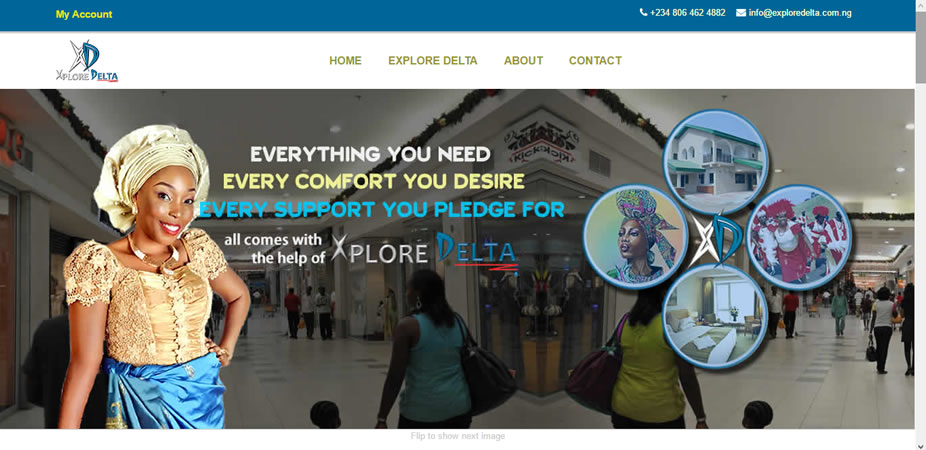 My Account
+234 806 462 4882
info@exploredelta.com.ng
XPLORE DELTA
HOME
EXPLORE DELTA
ABOUT
CONTACT
EVERYTHING YOU NEED
EVERY COMFORT YOU DESIRE
EVERY SUPPORT YOU PLEDGE FOR
all comes with
the help of XPLORE DELTA
XD
Flip to show next image